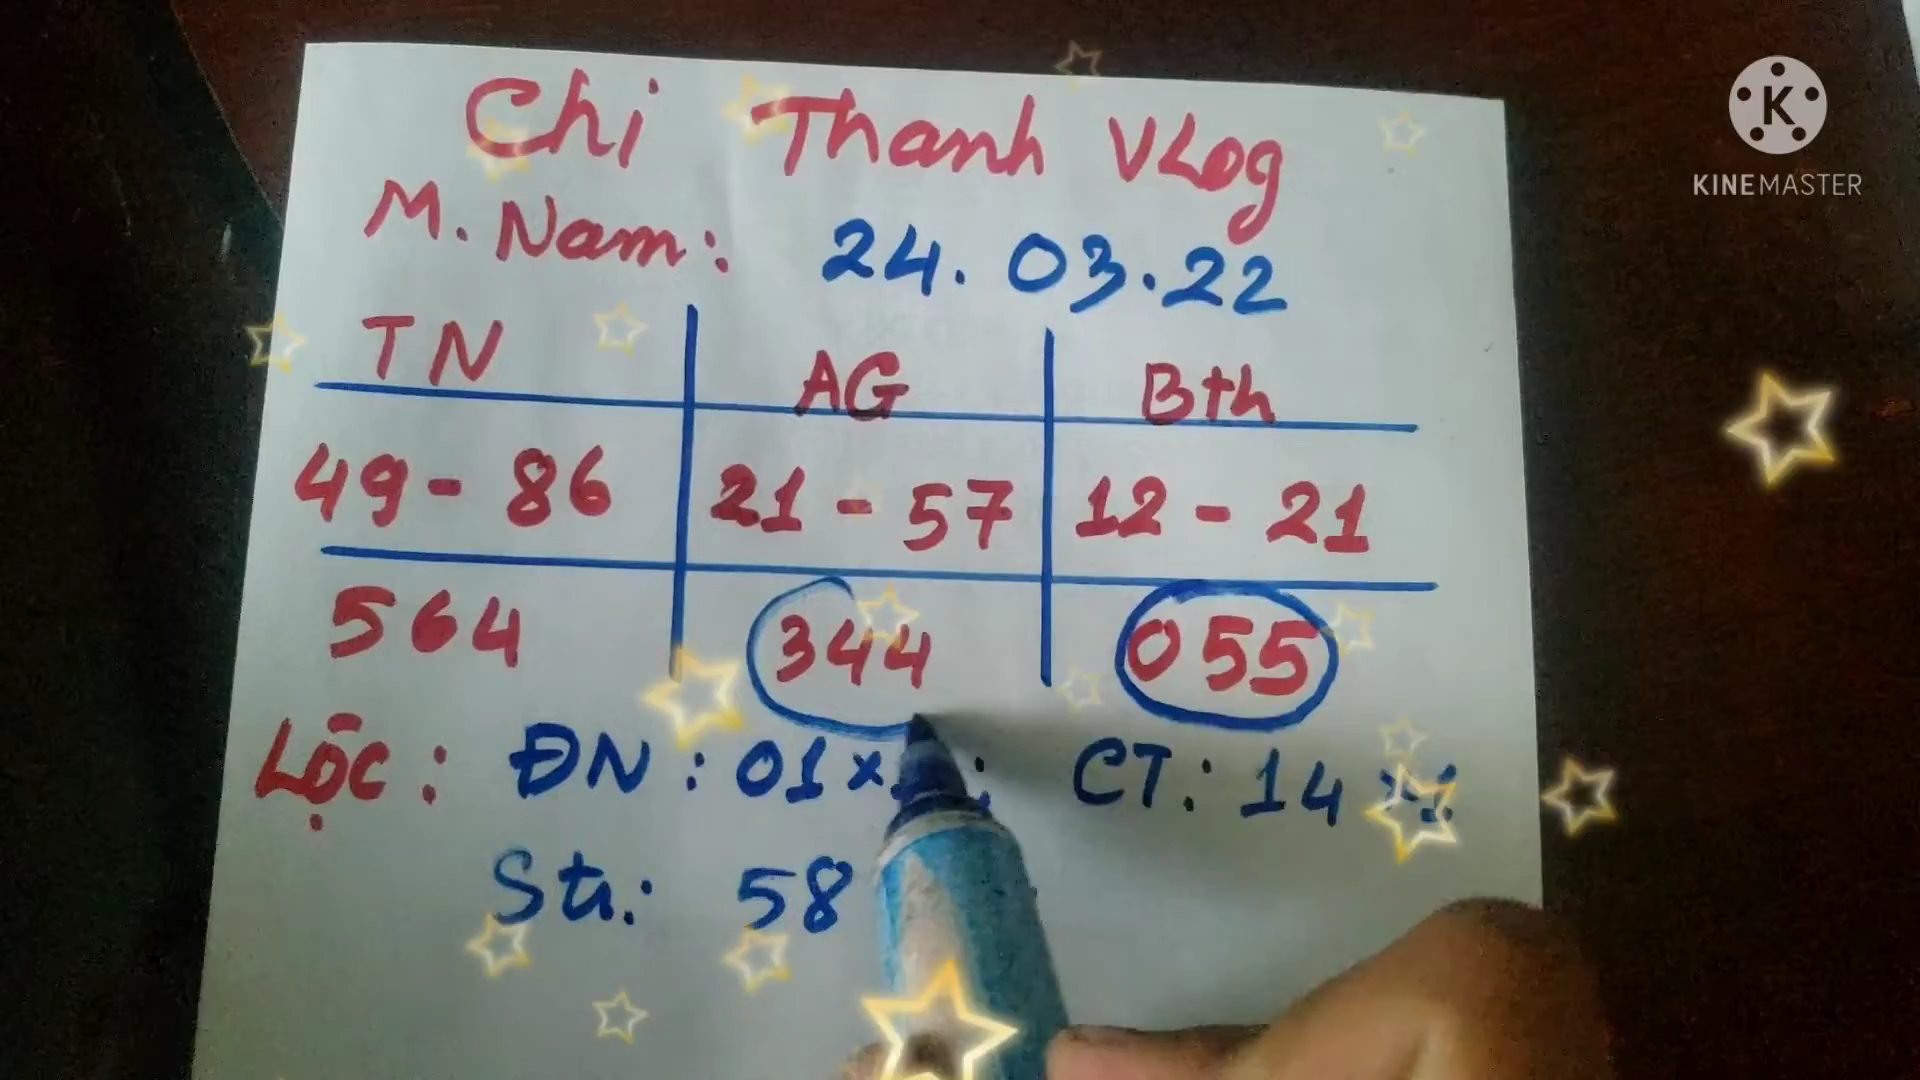 Chi Thanh VLog
KINEMASTER
M. Nam: 24. 03. 22
TN AG Bth
49 - 86 21 - 57 12 - 21
564 344 055
Lộc: ĐN: 01 x ; CT: 14
Str: 58